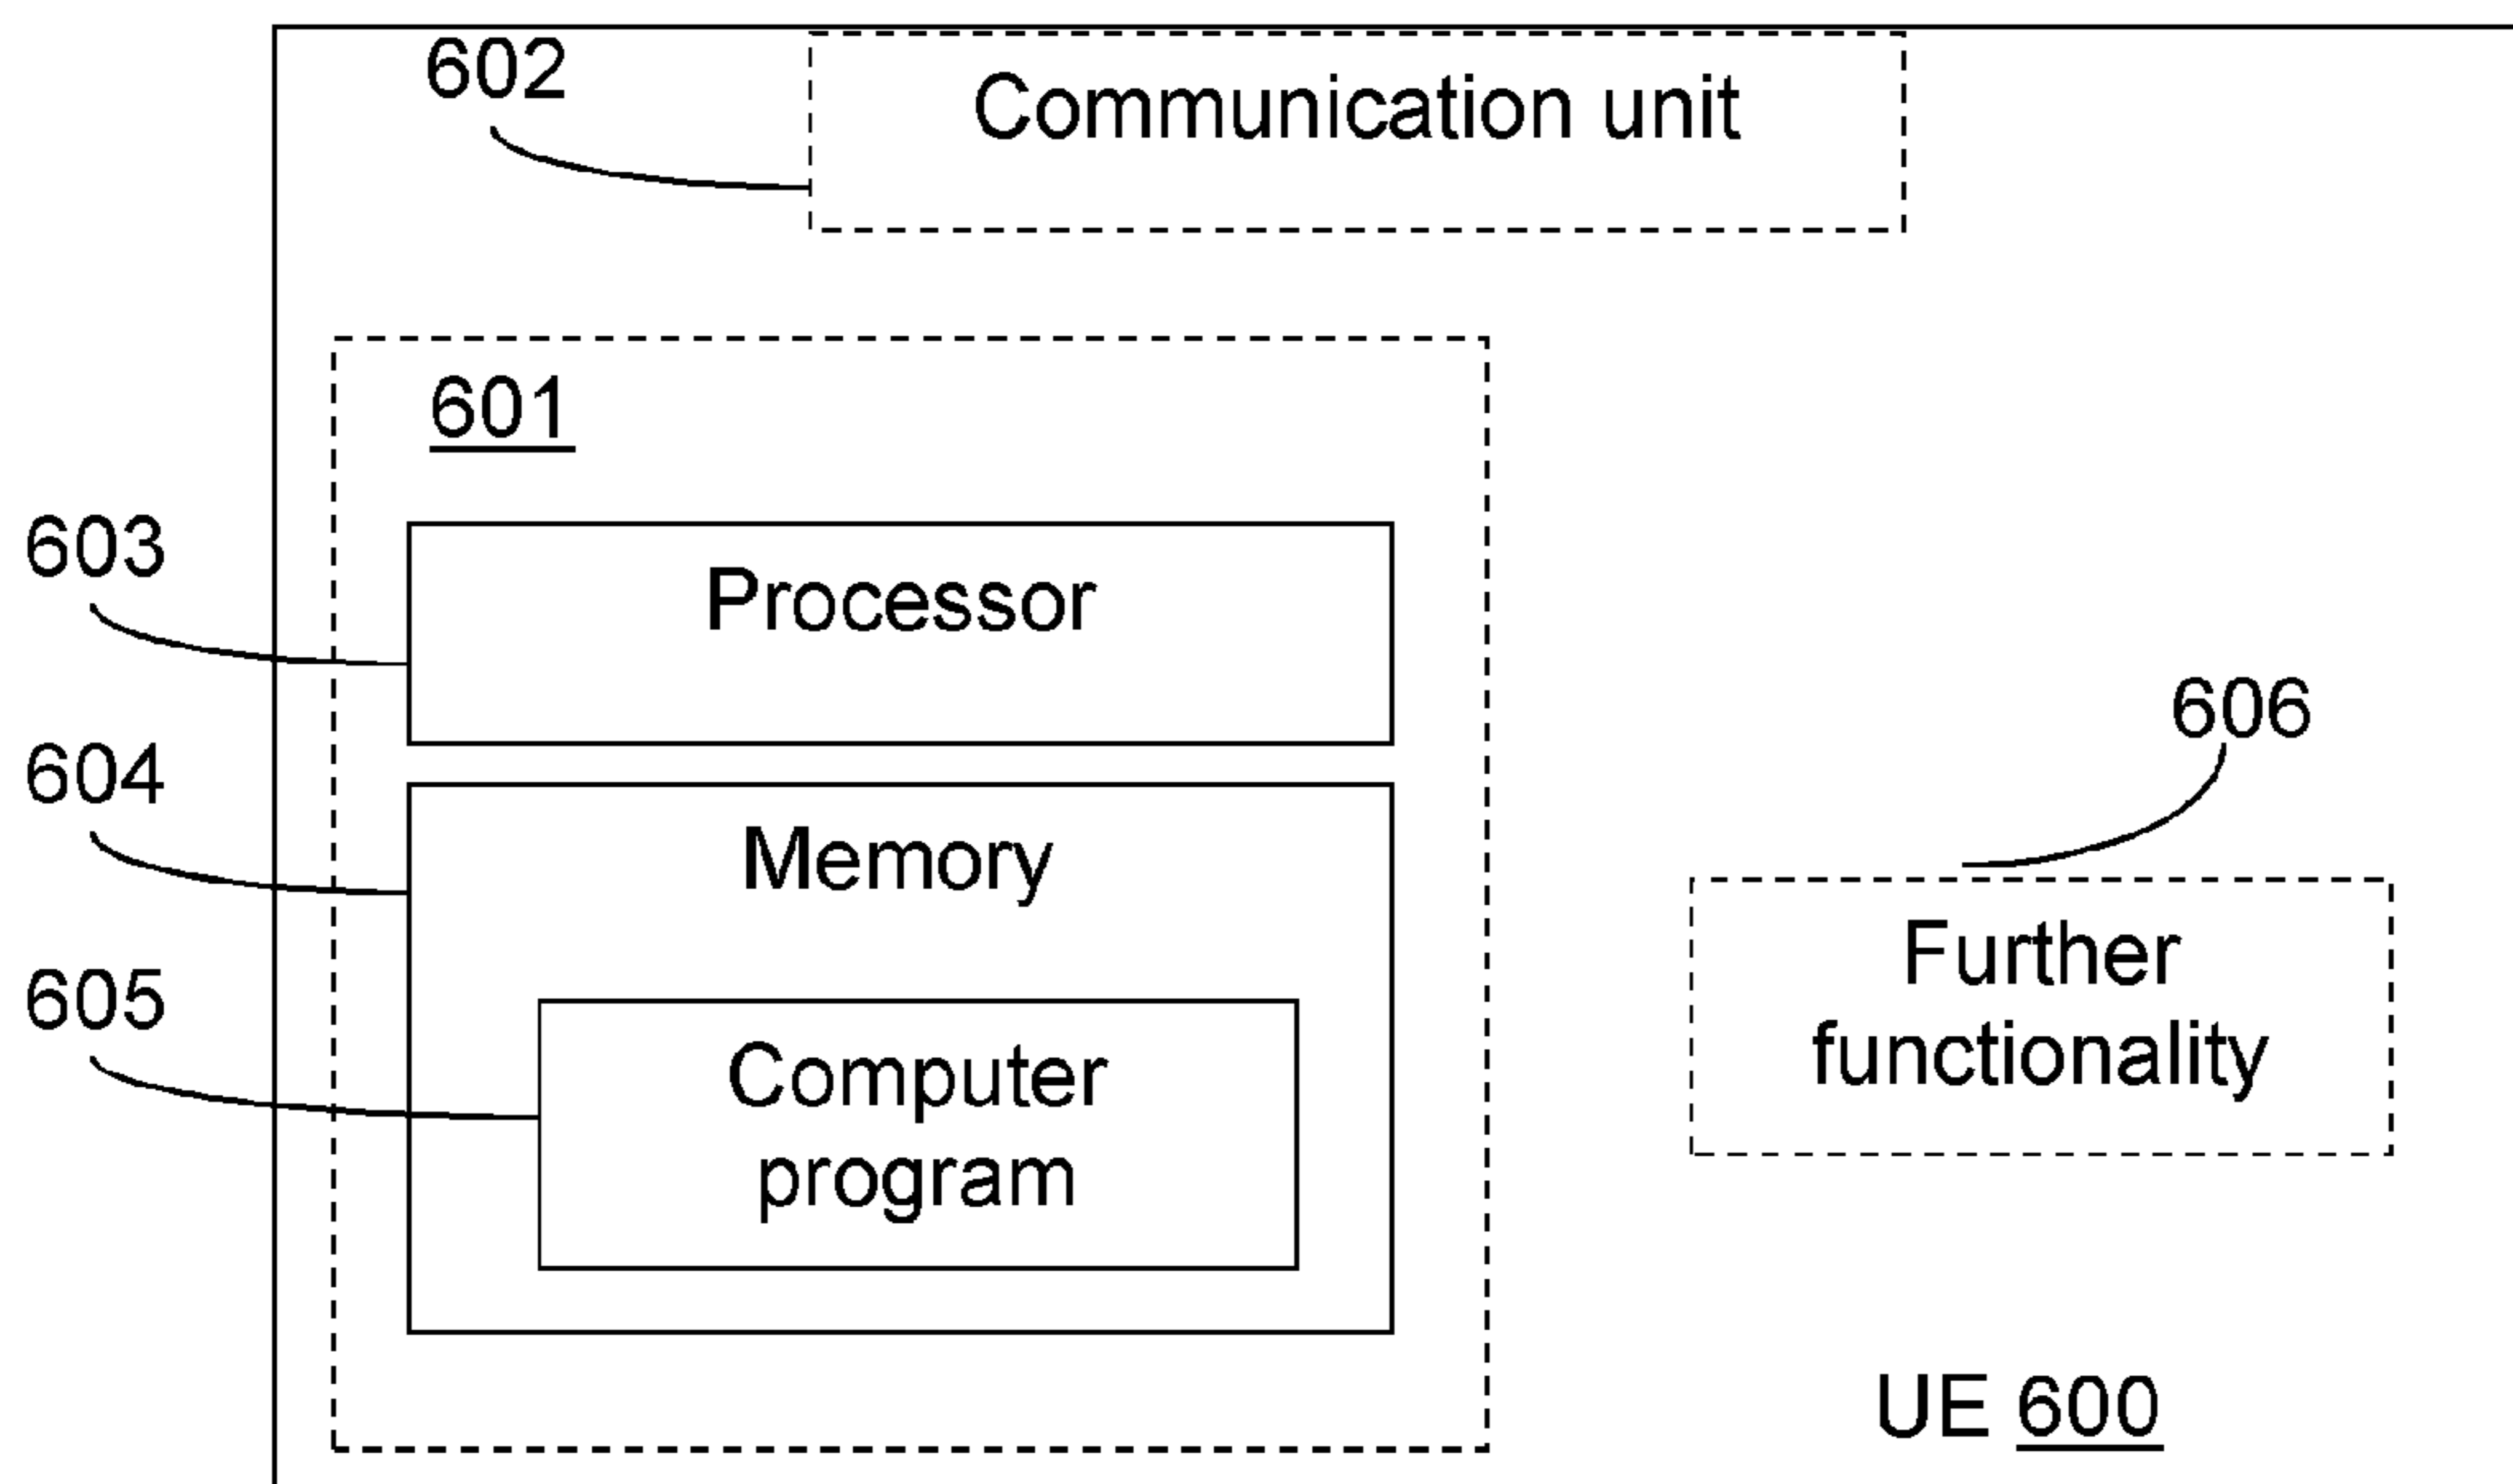 602
Communication unit
601
603
Processor
606
604
Memory
Further
functionality
605
Computer
program
UE 600